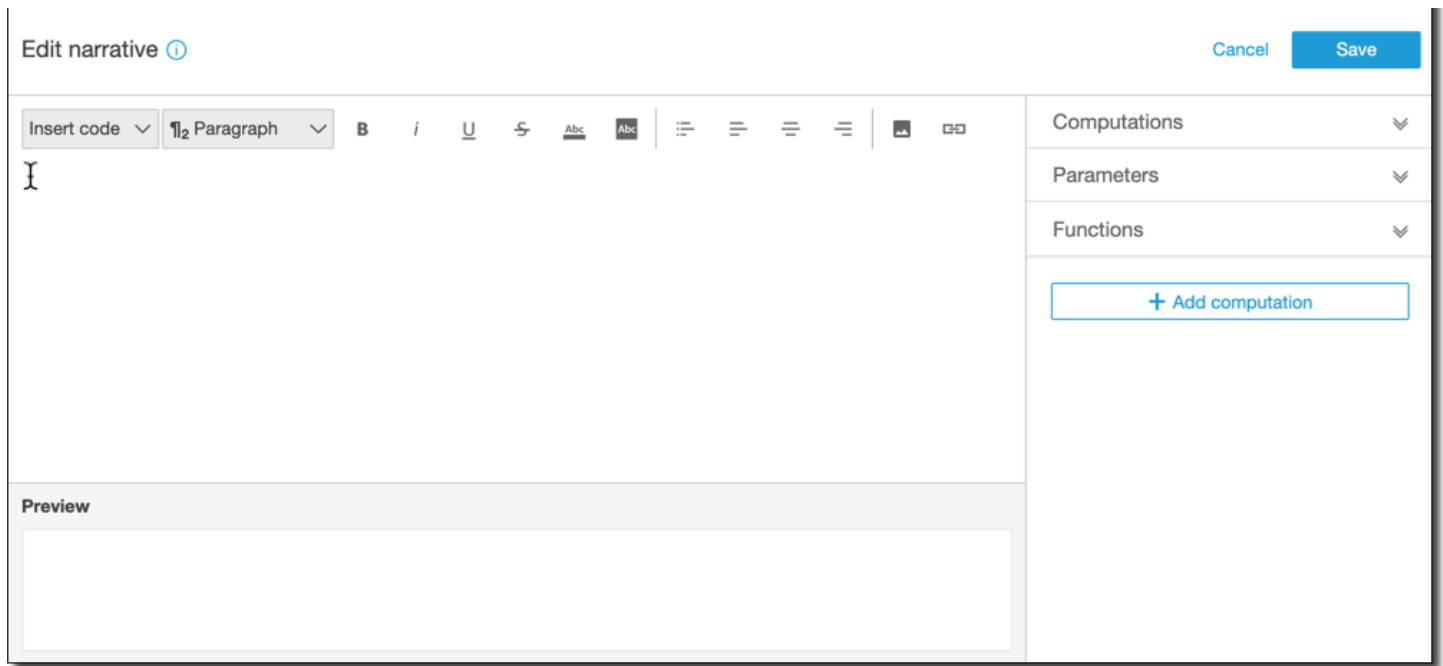 Edit narrative
Cancel
Save
Insert code
¶2 Paragraph
B
i
U
S
Abc
Abc
Computations
Parameters
Functions
+ Add computation
Preview